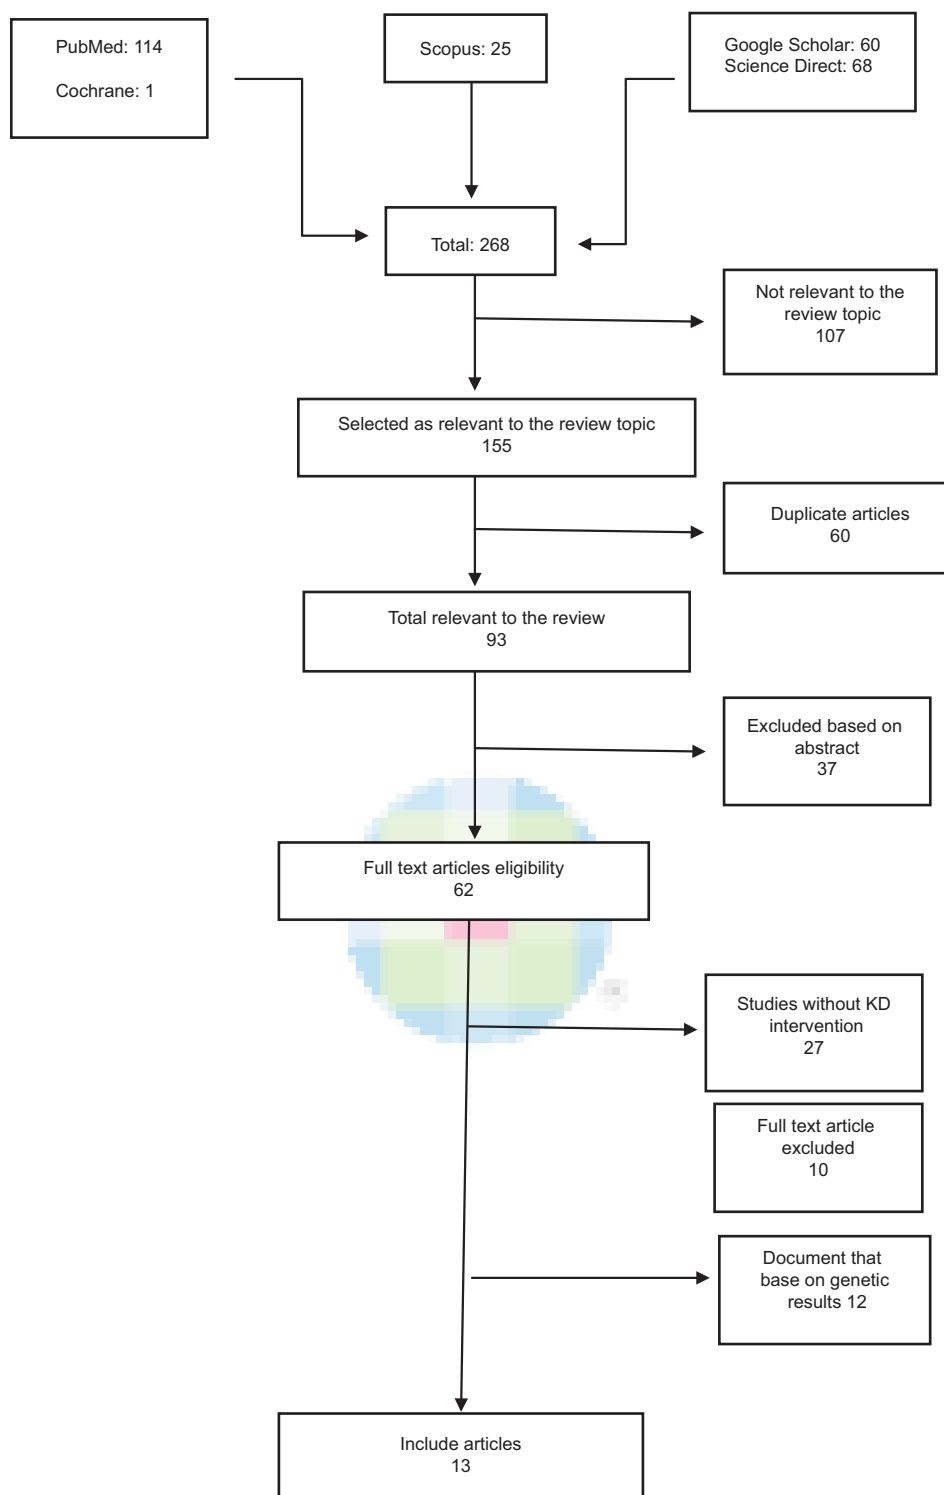 PubMed: 114
Cochrane: 1
Scopus: 25
Google Scholar: 60
Science Direct: 68
Total: 268
Not relevant to the
review topic
107
Selected as relevant to the review topic
155
Duplicate articles
60
Total relevant to the review
93
Excluded based on
abstract
37
Full text articles eligibility
62
Studies without KD
intervention
27
Full text article
excluded
10
Document that
base on genetic
results 12
Include articles
13